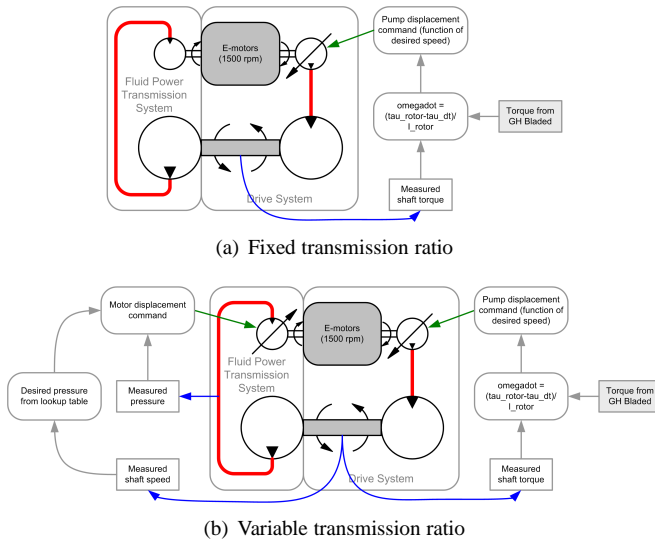 E-motors
(1500 rpm)
Pump displacement
command (function of
desired speed)
Fluid Power
Transmission
System
omegadot =
(tau_rotor-tau_dt)/
I_rotor
Torque from
GH Bladed
Drive System
Measured
shaft torque
(a) Fixed transmission ratio
Motor displacement
command
E-motors
(1500 rpm)
Pump displacement
command (function of
desired speed)
Fluid Power
Transmission
System
Desired pressure
from lookup table
Measured
pressure
omegadot =
(tau_rotor-tau_dt)/
I_rotor
Torque from
GH Bladed
Measured
shaft speed
Drive System
Measured
shaft torque
(b) Variable transmission ratio